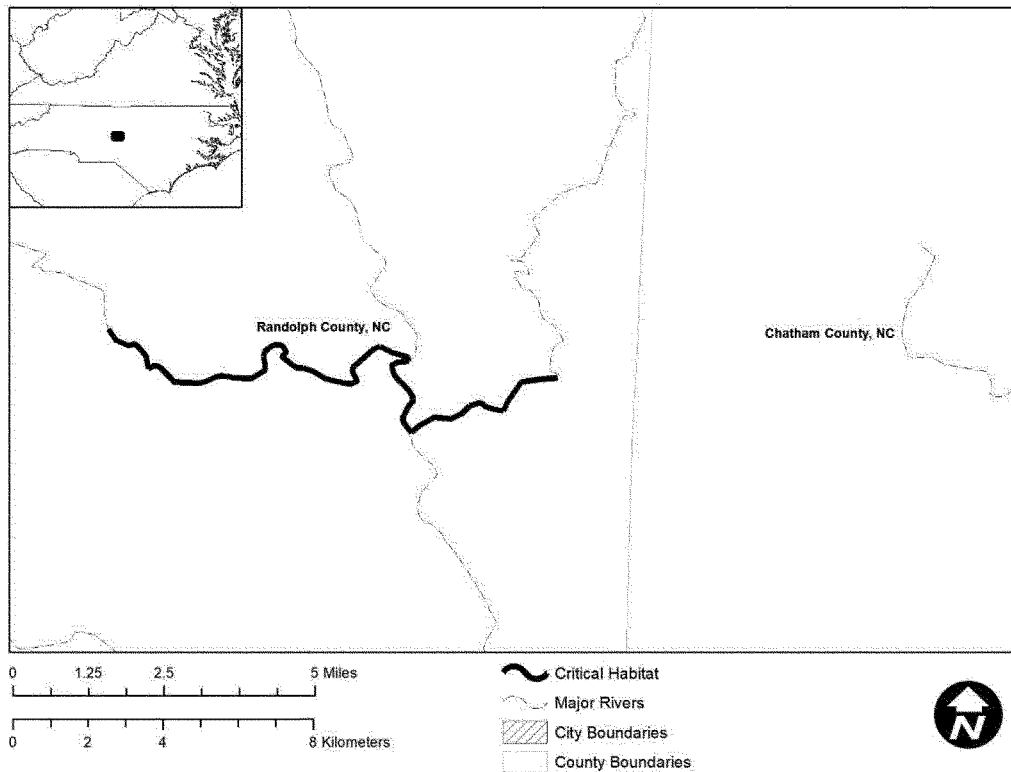 Randolph County, NC
Chatham County, NC
0 1.25 2.5 5 Miles
0 2 4 8 Kilometers
Critical Habitat
Major Rivers
City Boundaries
County Boundaries
N